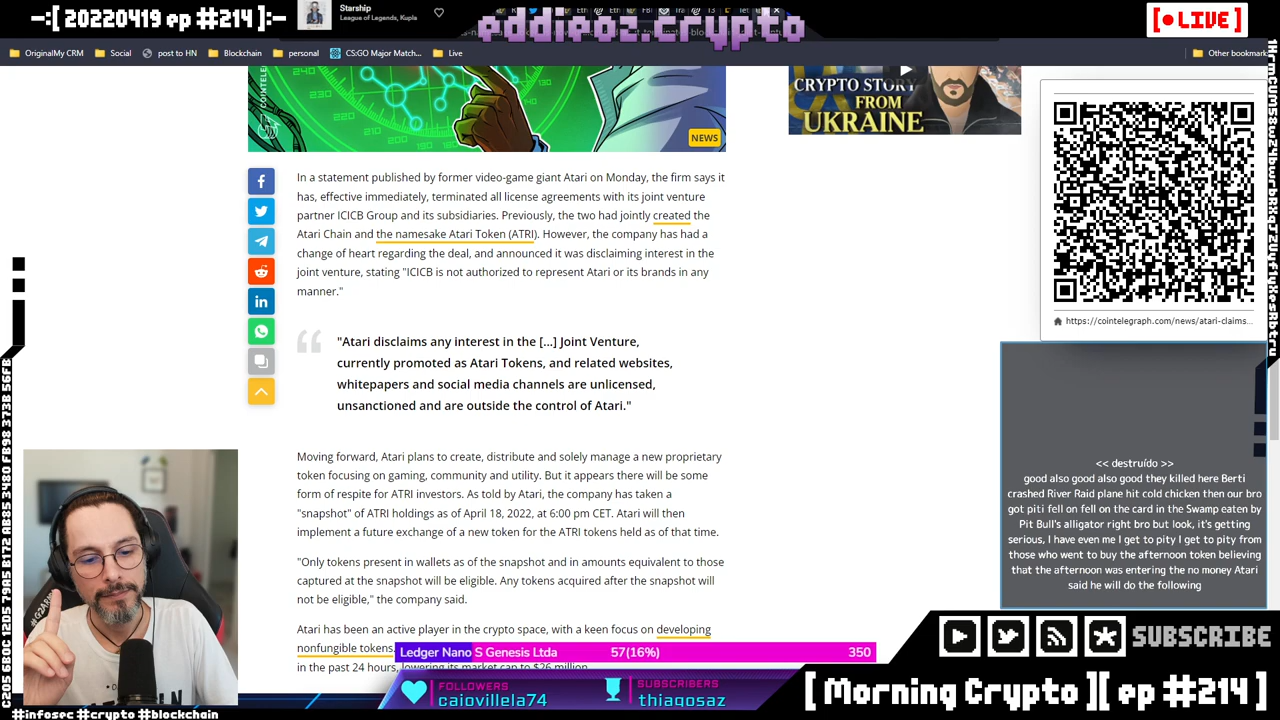 -:[ 20220419 ep #214 ]:-
Starship
League of Legends, Kupla
eddieoz.crypto
[ ● LIVE ]
OriginalMy CRM
Social
post to HN
Blockchain
personal
CS:GO Major Match...
Live
Other bookmark
COINTELE
NEWS
CRYPTO STORY
FROM
UKRAINE
In a statement published by former video-game giant Atari on Monday, the firm says it
has, effective immediately, terminated all license agreements with its joint venture
partner ICICB Group and its subsidiaries. Previously, the two had jointly created the
Atari Chain and the namesake Atari Token (ATRI). However, the company has had a
change of heart regarding the deal, and announced it was disclaiming interest in the
joint venture, stating "ICICB is not authorized to represent Atari or its brands in any
manner."
"Atari disclaims any interest in the [...] Joint Venture,
currently promoted as Atari Tokens, and related websites,
whitepapers and social media channels are unlicensed,
unsanctioned and are outside the control of Atari."
Moving forward, Atari plans to create, distribute and solely manage a new proprietary
token focusing on gaming, community and utility. But it appears there will be some
form of respite for ATRI investors. As told by Atari, the company has taken a
"snapshot" of ATRI holdings as of April 18, 2022, at 6:00 pm CET. Atari will then
implement a future exchange of a new token for the ATRI tokens held as of that time.
"Only tokens present in wallets as of the snapshot and in amounts equivalent to those
captured at the snapshot will be eligible. Any tokens acquired after the snapshot will
not be eligible," the company said.
Atari has been an active player in the crypto space, with a keen focus on developing
nonfungible tokens.
in the past 24 hours, lowering its market cap to $26 million.
https://cointelegraph.com/news/atari-claims...
<< destruído >>
good also good also good they killed here Berti
crashed River Raid plane hit cold chicken then our bro
got piti fell on fell on the card in the Swamp eaten by
Pit Bull's alligator right bro but look, it's getting
serious, I have even me I get to pity I get to pity from
those who went to buy the afternoon token believing
that the afternoon was entering the no money Atari
said he will do the following
Ledger Nano S Genesis Ltda 57(16%) 350
FOLLOWERS
caiovillela74
SUBSCRIBERS
thiagosaz
SUBSCRIBE
[ Morning Crypto ][ ep #214 ]
#infosec #crypto #blockchain